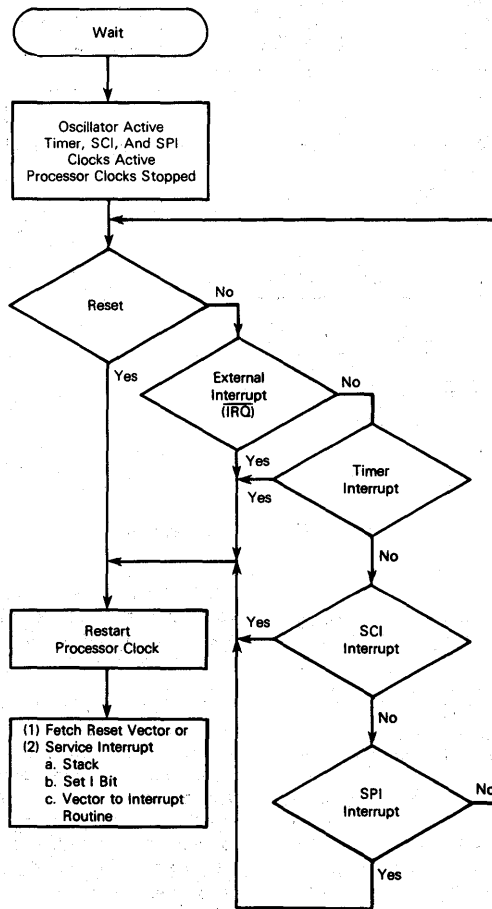 Wait
Oscillator Active
Timer, SCI, And SPI
Clocks Active
Processor Clocks Stopped
Reset
No
Yes
External
Interrupt
(IRQ)
No
Yes
Timer
Interrupt
Yes
No
SCI
Interrupt
Yes
No
SPI
Interrupt
No
Yes
Restart
Processor Clock
(1) Fetch Reset Vector or
(2) Service Interrupt
a. Stack
b. Set I Bit
c. Vector to Interrupt
Routine